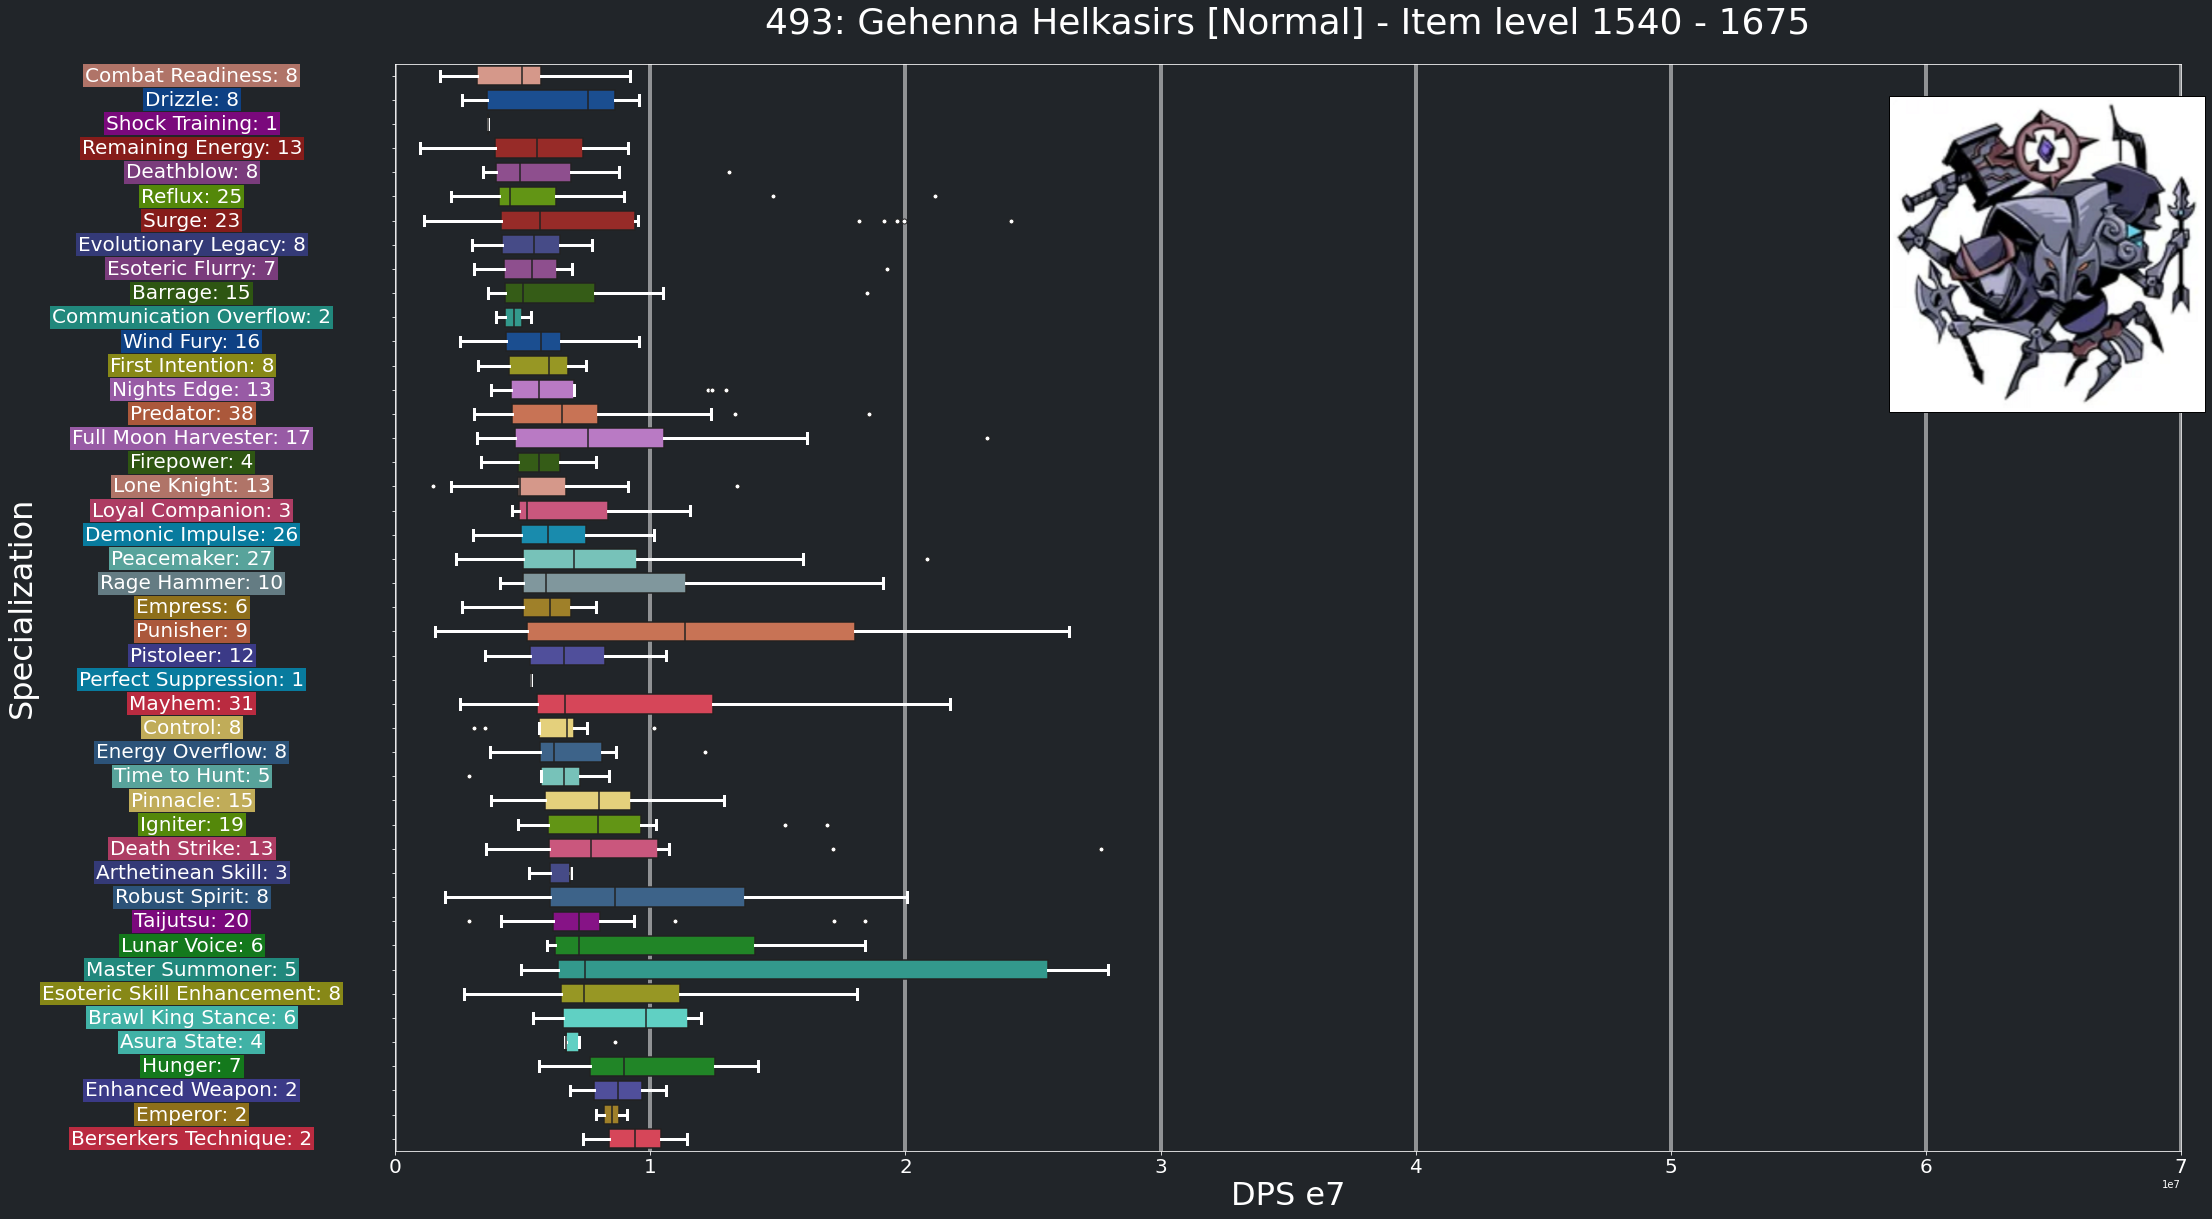 493: Gehenna Helkasirs [Normal] - Item level 1540 - 1675
Combat Readiness: 8
Drizzle: 8
Shock Training: 1
Remaining Energy: 13
Deathblow: 8
Reflux: 25
Surge: 23
Evolutionary Legacy: 8
Esoteric Flurry: 7
Barrage: 15
Communication Overflow: 2
Wind Fury: 16
First Intention: 8
Nights Edge: 13
Predator: 38
Full Moon Harvester: 17
Firepower: 4
Lone Knight: 13
Loyal Companion: 3
Demonic Impulse: 26
Peacemaker: 27
Rage Hammer: 10
Empress: 6
Punisher: 9
Pistoleer: 12
Perfect Suppression: 1
Mayhem: 31
Control: 8
Energy Overflow: 8
Time to Hunt: 5
Pinnacle: 15
Igniter: 19
Death Strike: 13
Arthetinean Skill: 3
Robust Spirit: 8
Taijutsu: 20
Lunar Voice: 6
Master Summoner: 5
Esoteric Skill Enhancement: 8
Brawl King Stance: 6
Asura State: 4
Hunger: 7
Enhanced Weapon: 2
Emperor: 2
Berserkers Technique: 2
Specialization
0 1 2 3 4 5 6 7
1e7
DPS e7